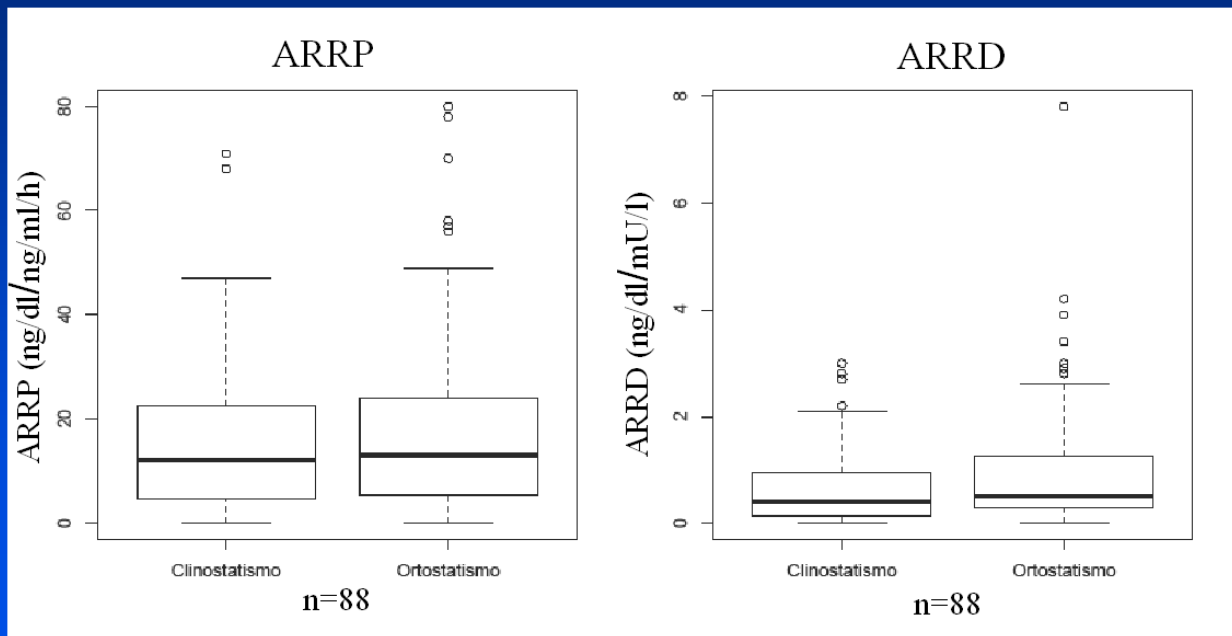 ARRP
ARRP (ng/dl/ng/ml/h)
80
60
40
20
0
Clinostatismo Ortostatismo
n=88
ARRD
ARRD (ng/dl/mU/l)
8
6
4
2
0
Clinostatismo Ortostatismo
n=88